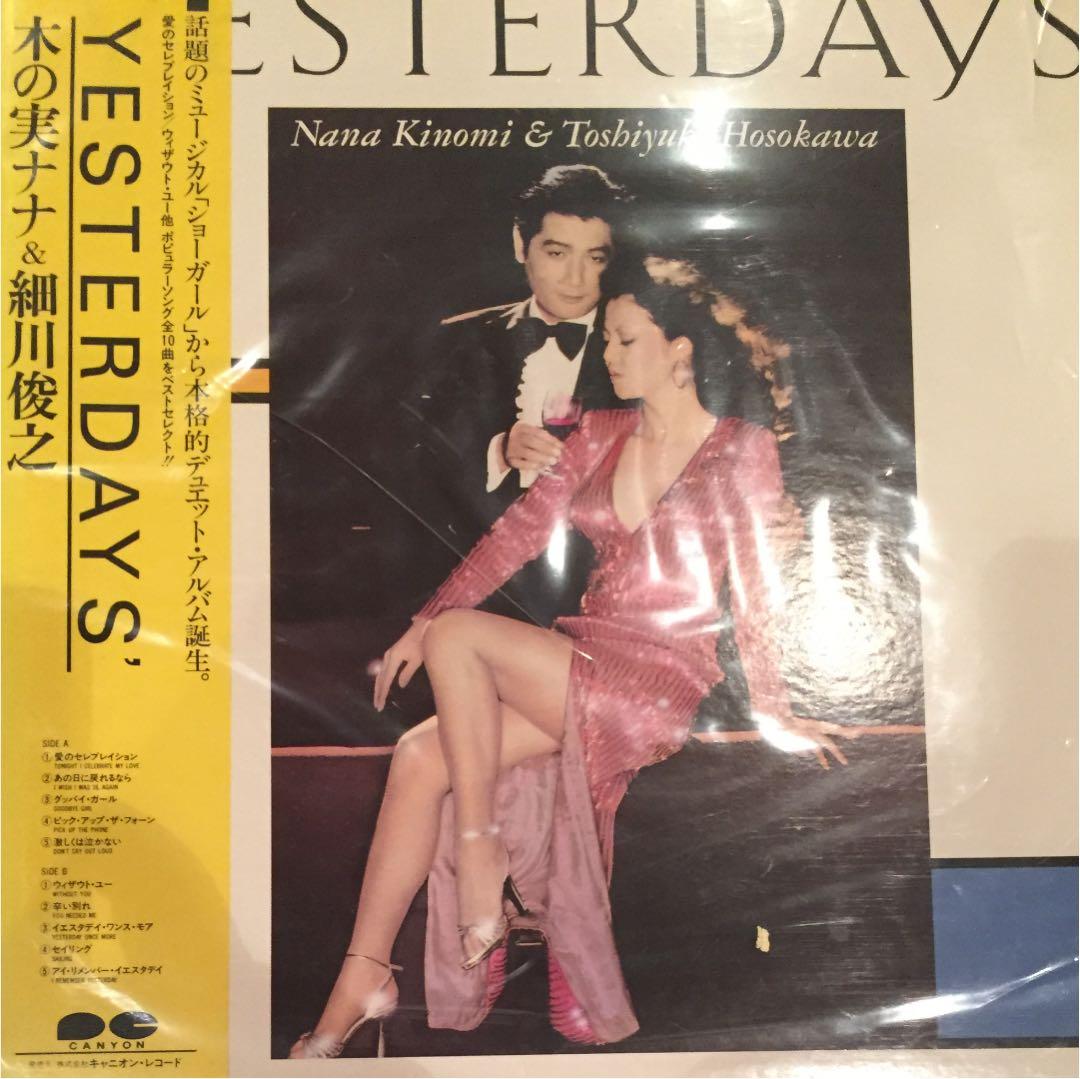 YESTERDAYS
Nana Kinomi & Toshiyuki Hosokawa
話題のミュージカル「ショーガール」から本格的デュエット・アルバム誕生。
愛のセレブレイション/ウィザウト・ユー他 ポピュラーソング全10曲をベストセレクト!!
YESTERDAYS'
木の実ナナ & 細川俊之
SIDE A
① 愛のセレブレイション
TONIGHT I CELEBRATE MY LOVE
② あの日に戻れるなら
I WISH I WAS 18 AGAIN
③ グッバイ・ガール
GOODBYE GIRL
④ ピック・アップ・ザ・フォーン
PICK UP THE PHONE
⑤ 激しくは泣かない
DON'T CRY OUT LOUD
SIDE B
① ウィザウト・ユー
WITHOUT YOU
② 辛い別れ
YOU NEEDED ME
③ イエスタデイ・ワンス・モア
YESTERDAY ONCE MORE
④ セイリング
SAILING
⑤ アイ・リメンバー・イエスタデイ
I REMEMBER YESTERDAY
CANYON
発売元 株式会社キャニオン・レコード